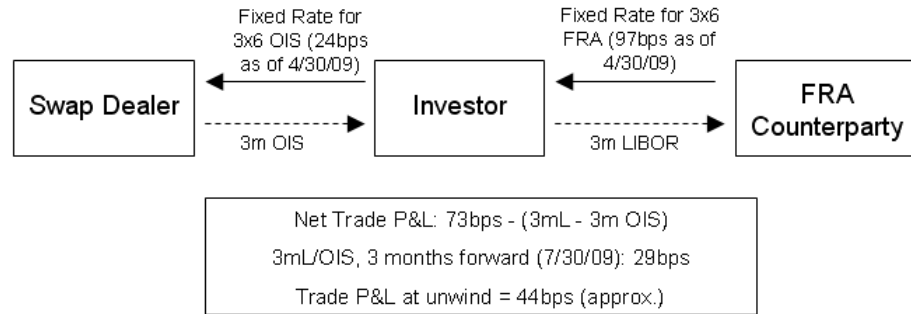 Fixed Rate for
3x6 OIS (24bps
as of 4/30/09)
Fixed Rate for 3x6
FRA (97bps as of
4/30/09)
Swap Dealer
Investor
FRA
Counterparty
3m OIS
3m LIBOR
Net Trade P&L: 73bps - (3mL - 3m OIS)
3mL/OIS, 3 months forward (7/30/09): 29bps
Trade P&L at unwind = 44bps (approx.)